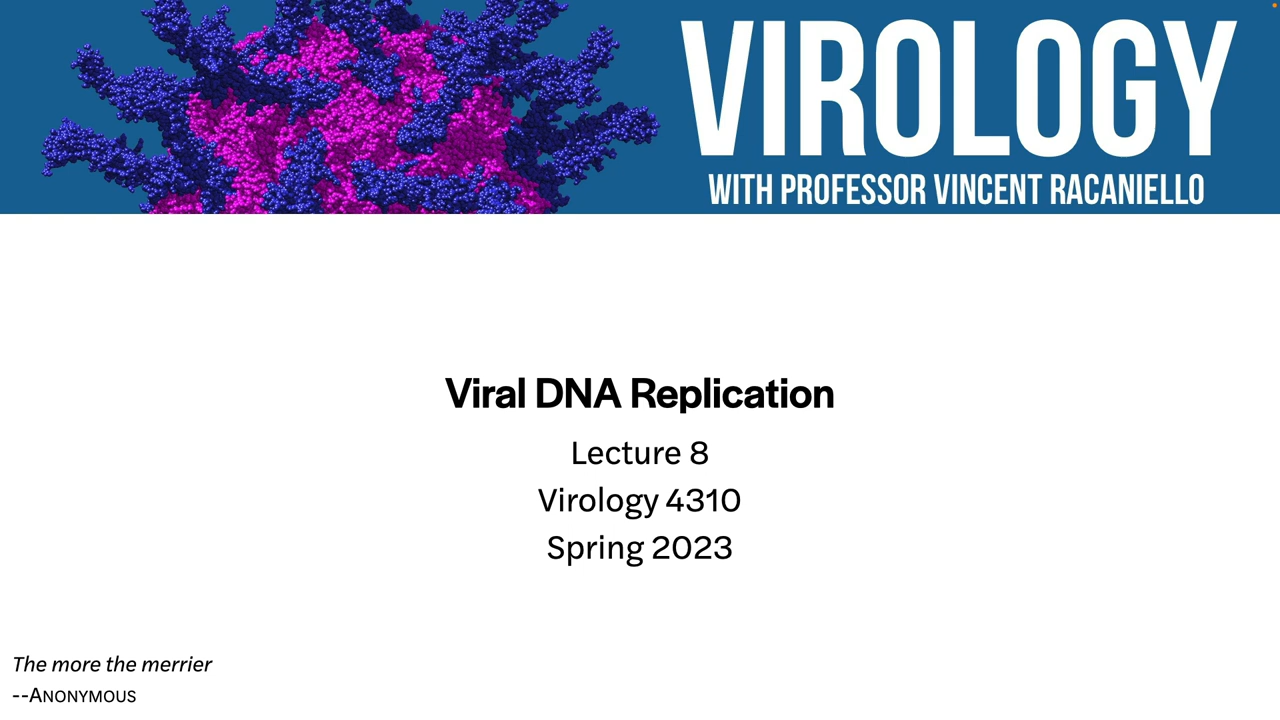 VIROLOGY
WITH PROFESSOR VINCENT RACANIELLO
Viral DNA Replication
Lecture 8
Virology 4310
Spring 2023
The more the merrier
--ANONYMOUS